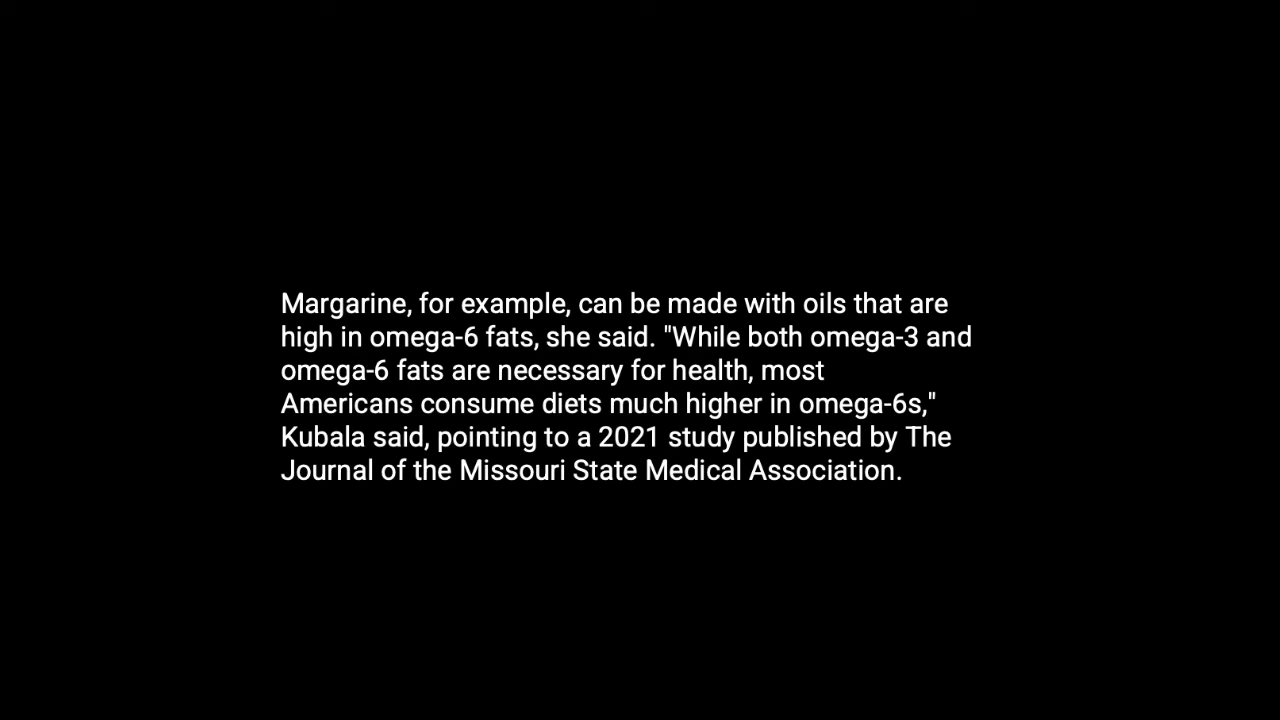 Margarine, for example, can be made with oils that are
high in omega-6 fats, she said. "While both omega-3 and
omega-6 fats are necessary for health, most
Americans consume diets much higher in omega-6s,"
Kubala said, pointing to a 2021 study published by The
Journal of the Missouri State Medical Association.